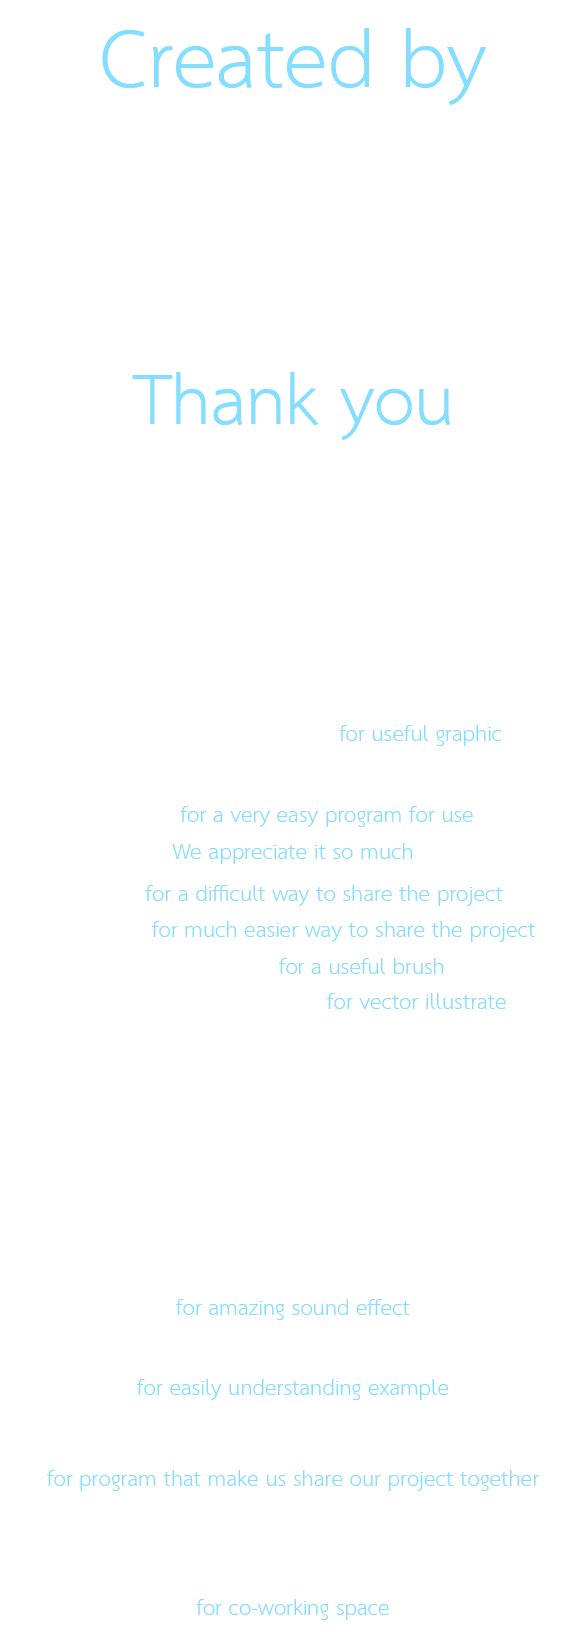 Created by
Thank you
for useful graphic
for a very easy program for use
We appreciate it so much
for a difficult way to share the project
for much easier way to share the project
for a useful brush
for vector illustrate
for amazing sound effect
for easily understanding example
for program that make us share our project together
for co-working space